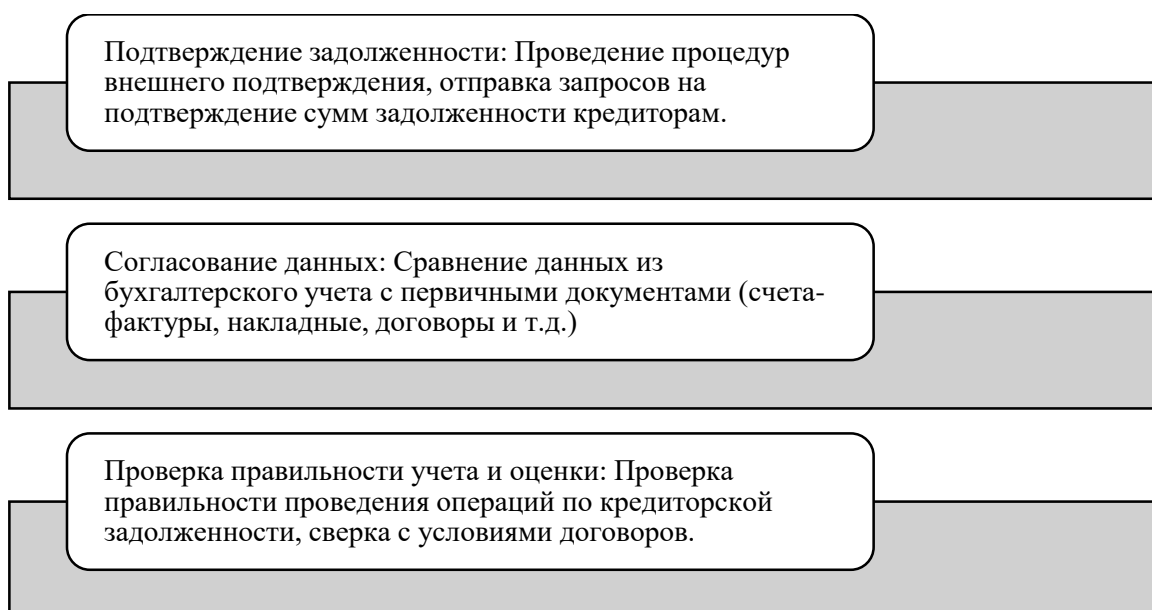 Подтверждение задолженности: Проведение процедур
внешнего подтверждения, отправка запросов на
подтверждение сумм задолженности кредиторам.
Согласование данных: Сравнение данных из
бухгалтерского учета с первичными документами (счета-
фактуры, накладные, договоры и т.д.)
Проверка правильности учета и оценки: Проверка
правильности проведения операций по кредиторской
задолженности, сверка с условиями договоров.